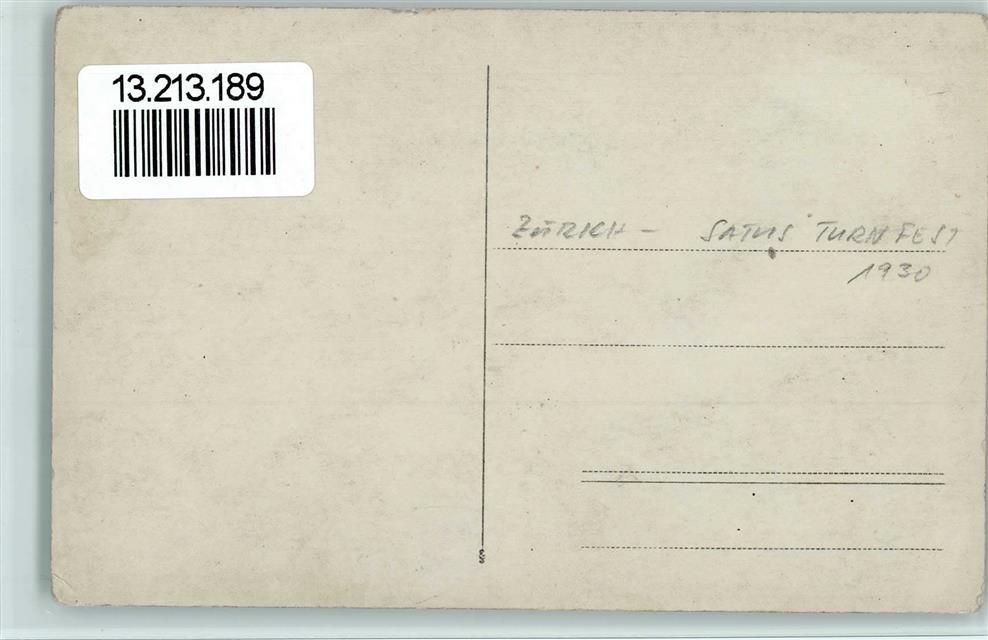 13.213.189
ZÜRICH - SATUS TURNFEST
1930